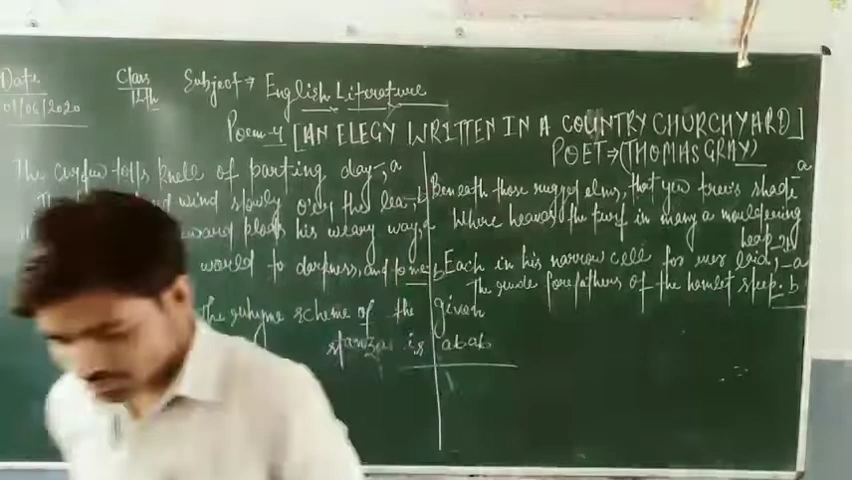 Date
01/06/2020
Class
12th
Subject → English Literature
Poem-4 [AN ELEGY WRITTEN IN A COUNTRY CHURCHYARD]
POET→(THOMAS GRAY)
The curfew tolls knell of parting day-, a
wind slowly o'er the lea-, b
his weary way, a
world to darkness, and to me- b
The rhyme scheme of the given
stanza is abab
Beneath those rugged elms, that yew tree's shade -a
Where heaves the turf in many a mouldering
heap -b
Each in his narrow cell for ever laid, -a
The rude forefathers of the hamlet sleep. b